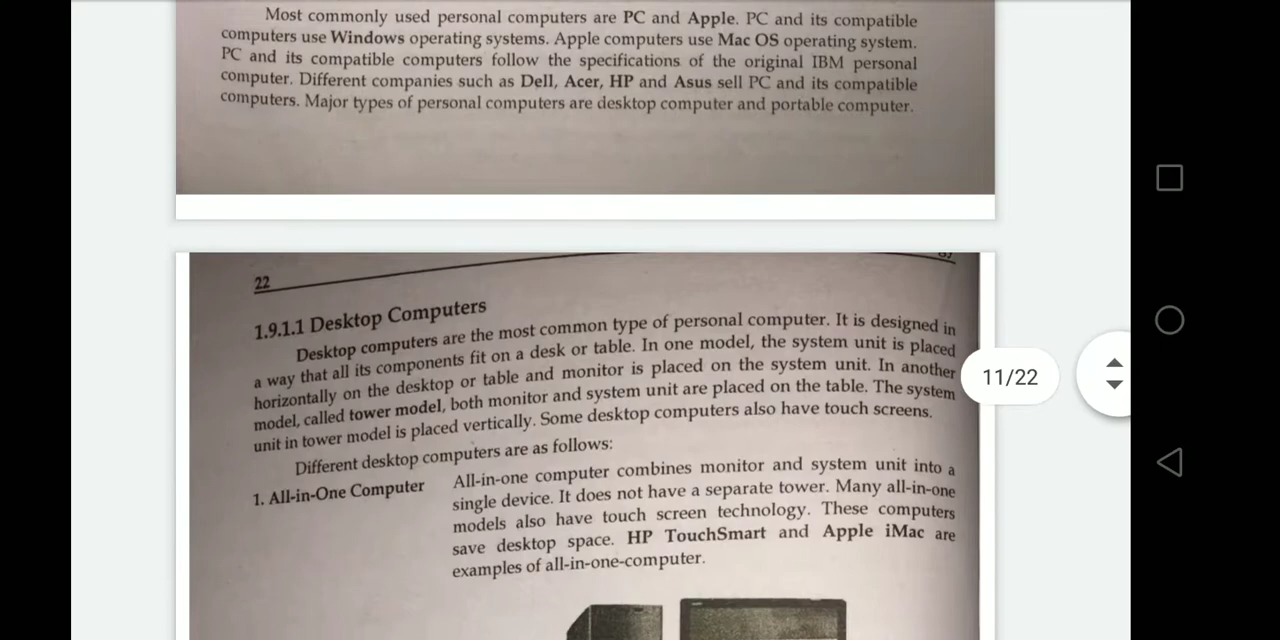 Most commonly used personal computers are PC and Apple. PC and its compatible
computers use Windows operating systems. Apple computers use Mac OS operating system.
PC and its compatible computers follow the specifications of the original IBM personal
computer. Different companies such as Dell, Acer, HP and Asus sell PC and its compatible
computers. Major types of personal computers are desktop computer and portable computer.
22
1.9.1.1 Desktop Computers
Desktop computers are the most common type of personal computer. It is designed in
a way that all its components fit on a desk or table. In one model, the system unit is placed
horizontally on the desktop or table and monitor is placed on the system unit. In another
model, called tower model, both monitor and system unit are placed on the table. The system
unit in tower model is placed vertically. Some desktop computers also have touch screens.
Different desktop computers are as follows:
1. All-in-One Computer
All-in-one computer combines monitor and system unit into a
single device. It does not have a separate tower. Many all-in-one
models also have touch screen technology. These computers
save desktop space. HP TouchSmart and Apple iMac are
examples of all-in-one-computer.
11/22